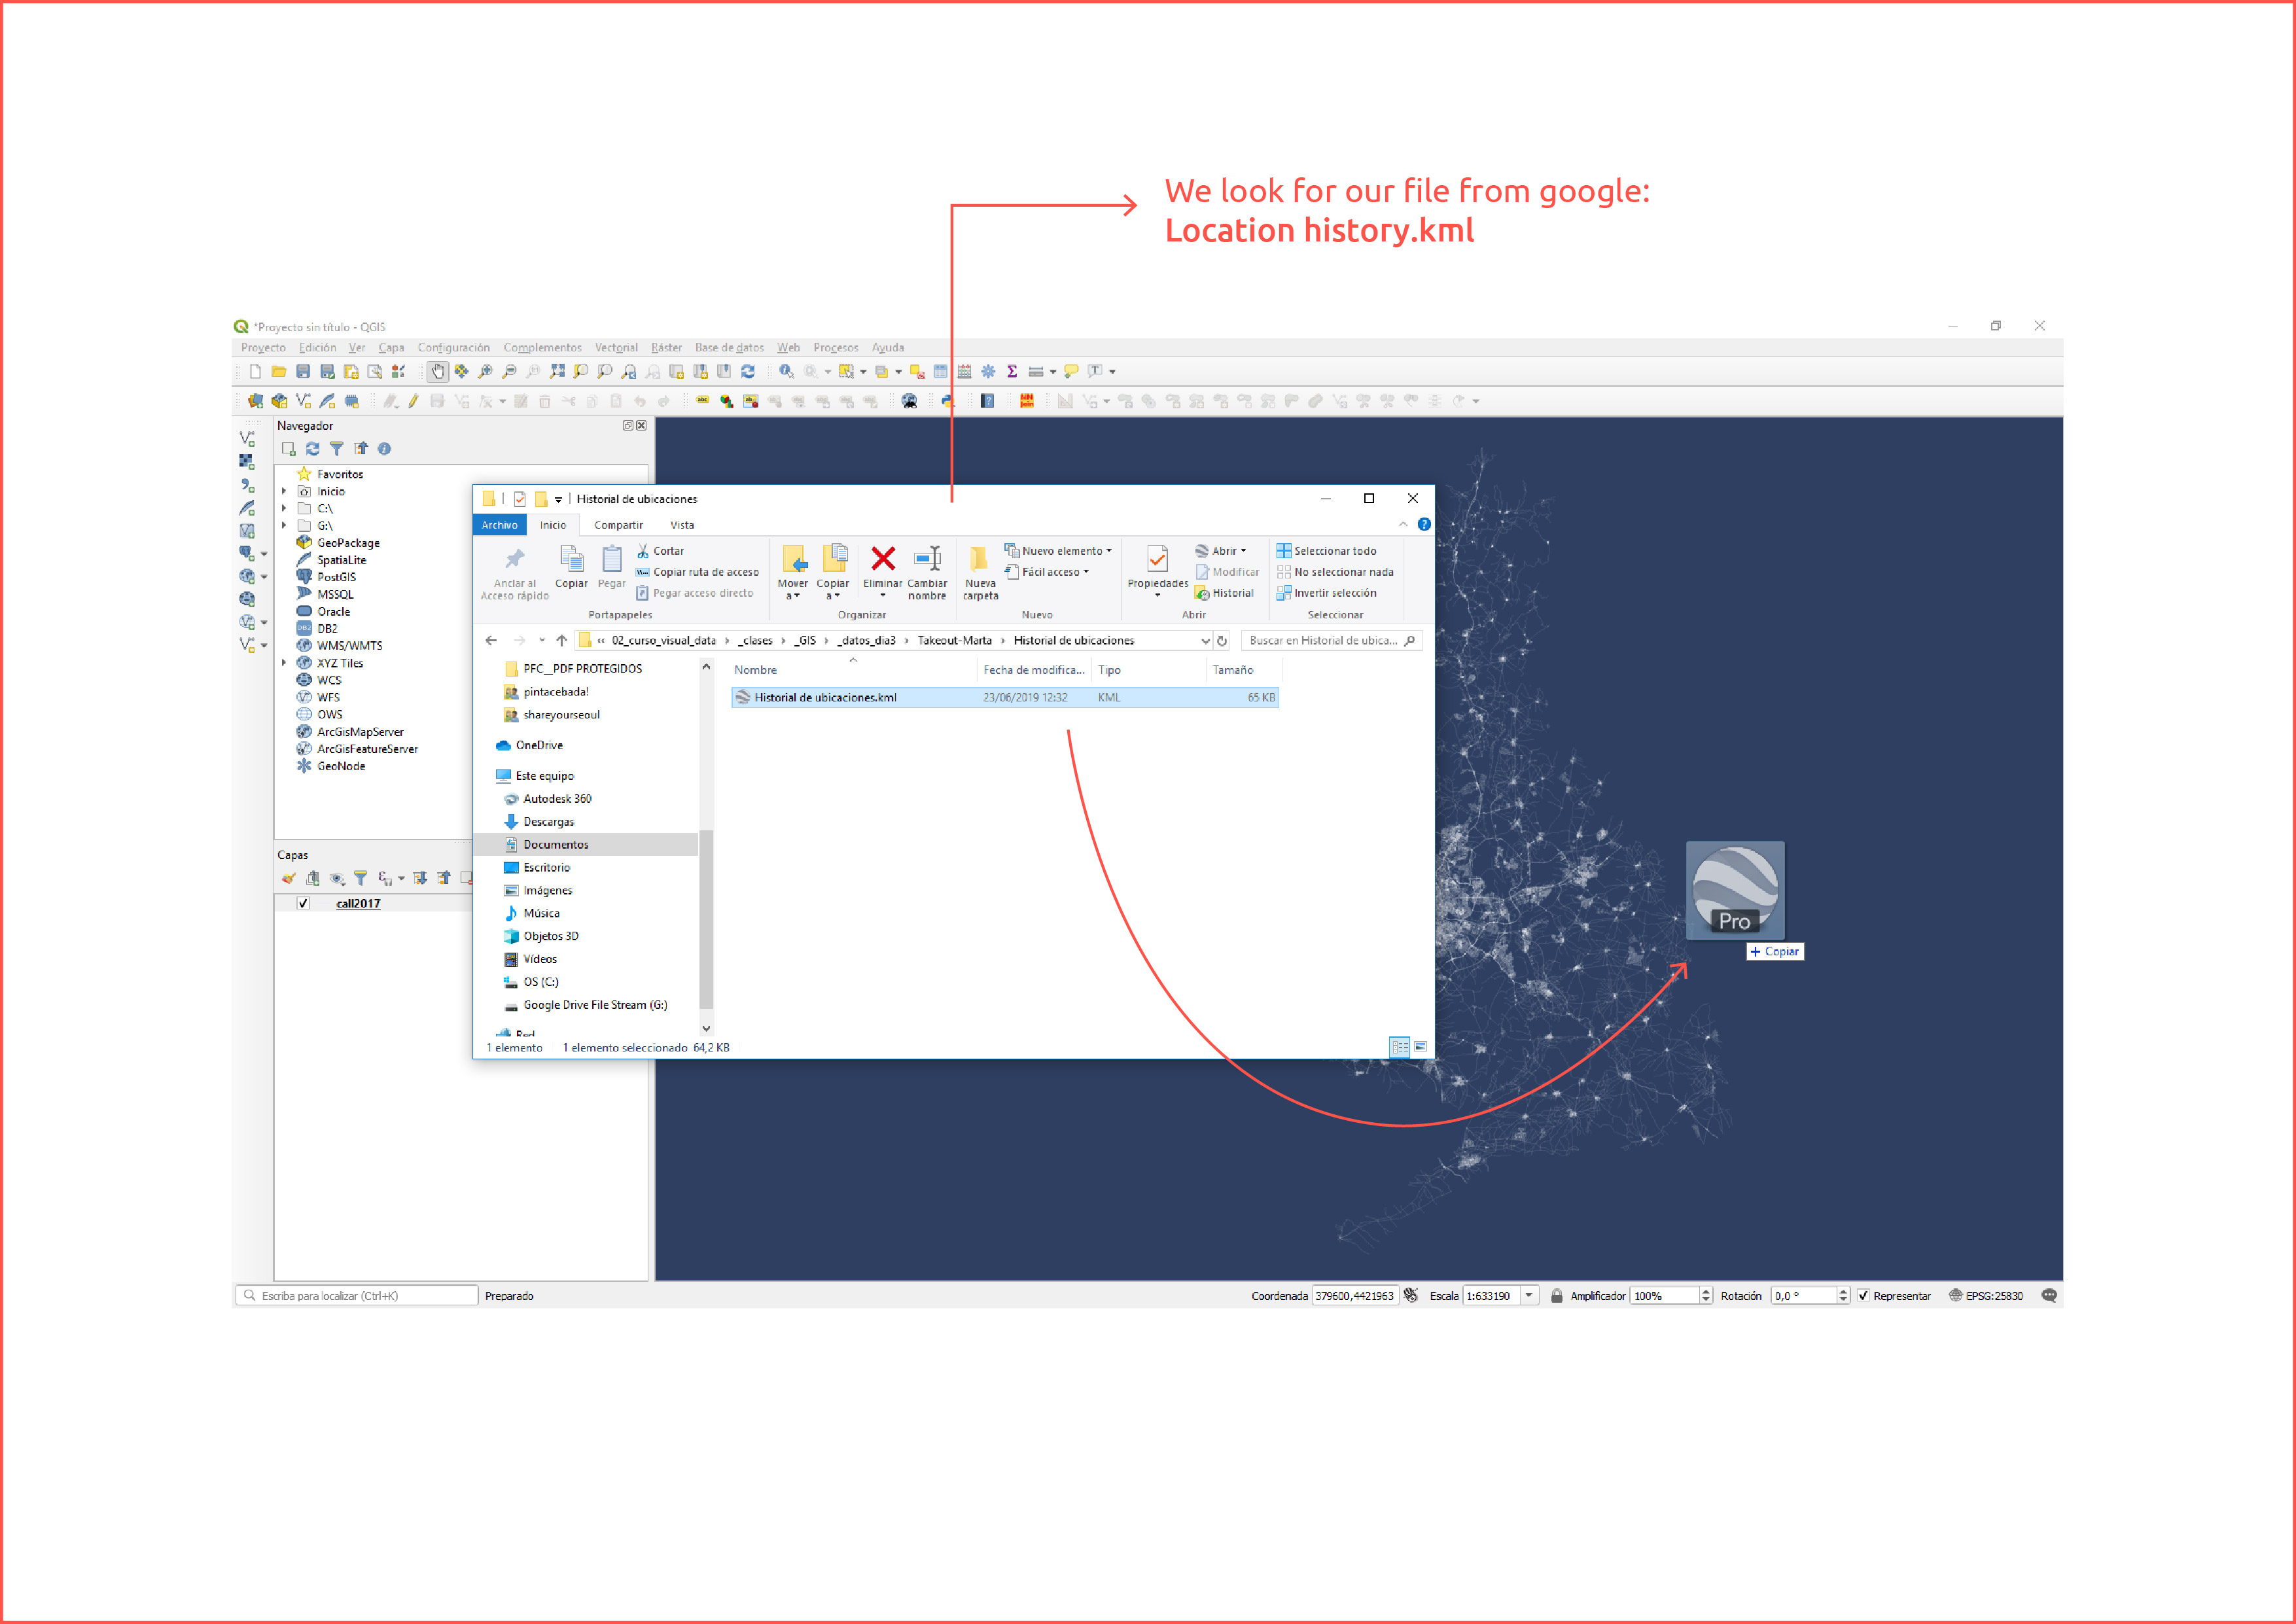 We look for our file from google:
Location history.kml
*Proyecto sin título - QGIS
Proyecto Edición Ver Capa Configuración Complementos Vectorial Ráster Base de datos Web Procesos Ayuda
Navegador
Favoritos
Inicio
C:\
G:\
GeoPackage
SpatiaLite
PostGIS
MSSQL
Oracle
DB2
WMS/WMTS
XYZ Tiles
WCS
WFS
OWS
ArcGisMapServer
ArcGisFeatureServer
GeoNode
Capas
call2017
Historial de ubicaciones
Archivo Inicio Compartir Vista
Anclar al
Acceso rápido
Copiar
Pegar
Cortar
Copiar ruta de acceso
Pegar acceso directo
Portapapeles
Mover
a
Copiar
a
Eliminar
Cambiar
nombre
Organizar
Nueva
carpeta
Nuevo elemento
Fácil acceso
Nuevo
Propiedades
Abrir
Modificar
Historial
Abrir
Seleccionar todo
No seleccionar nada
Invertir selección
Seleccionar
« 02_curso_visual_data › _clases › _GIS › _datos_dia3 › Takeout-Marta › Historial de ubicaciones
Buscar en Historial de ubica...
PFC_PDF PROTEGIDOS
pintacebada!
shareyourseoul
OneDrive
Este equipo
Autodesk 360
Descargas
Documentos
Escritorio
Imágenes
Música
Objetos 3D
Vídeos
OS (C:)
Google Drive File Stream (G:)
Red
Nombre Fecha de modifica... Tipo Tamaño
Historial de ubicaciones.kml 23/06/2019 12:32 KML 65 KB
1 elemento 1 elemento seleccionado 64,2 KB
Pro
+ Copiar
Escriba para localizar (Ctrl+K) Preparado Coordenada 379600,4421963 Escala 1:633190 Amplificador 100% Rotación 0,0 ° Representar EPSG:25830